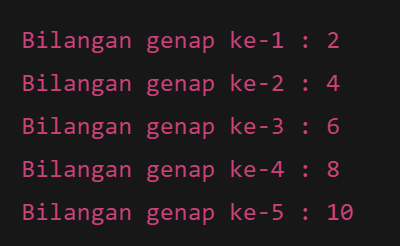 Bilangan genap ke-1 : 2
Bilangan genap ke-2 : 4
Bilangan genap ke-3 : 6
Bilangan genap ke-4 : 8
Bilangan genap ke-5 : 10